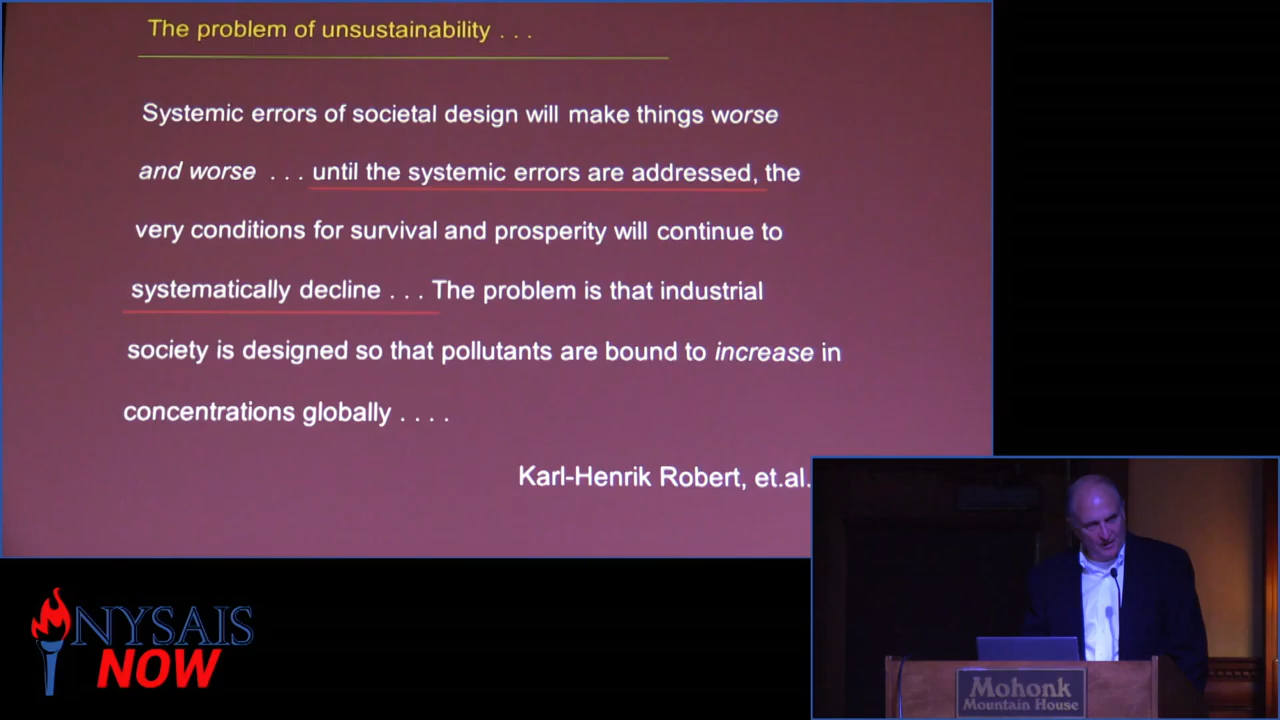 The problem of unsustainability . . .
Systemic errors of societal design will make things worse
and worse . . . until the systemic errors are addressed, the
very conditions for survival and prosperity will continue to
systematically decline . . . The problem is that industrial
society is designed so that pollutants are bound to increase in
concentrations globally . . . .
Karl-Henrik Robert, et.al.
NYSAIS
NOW
Mohonk
Mountain House